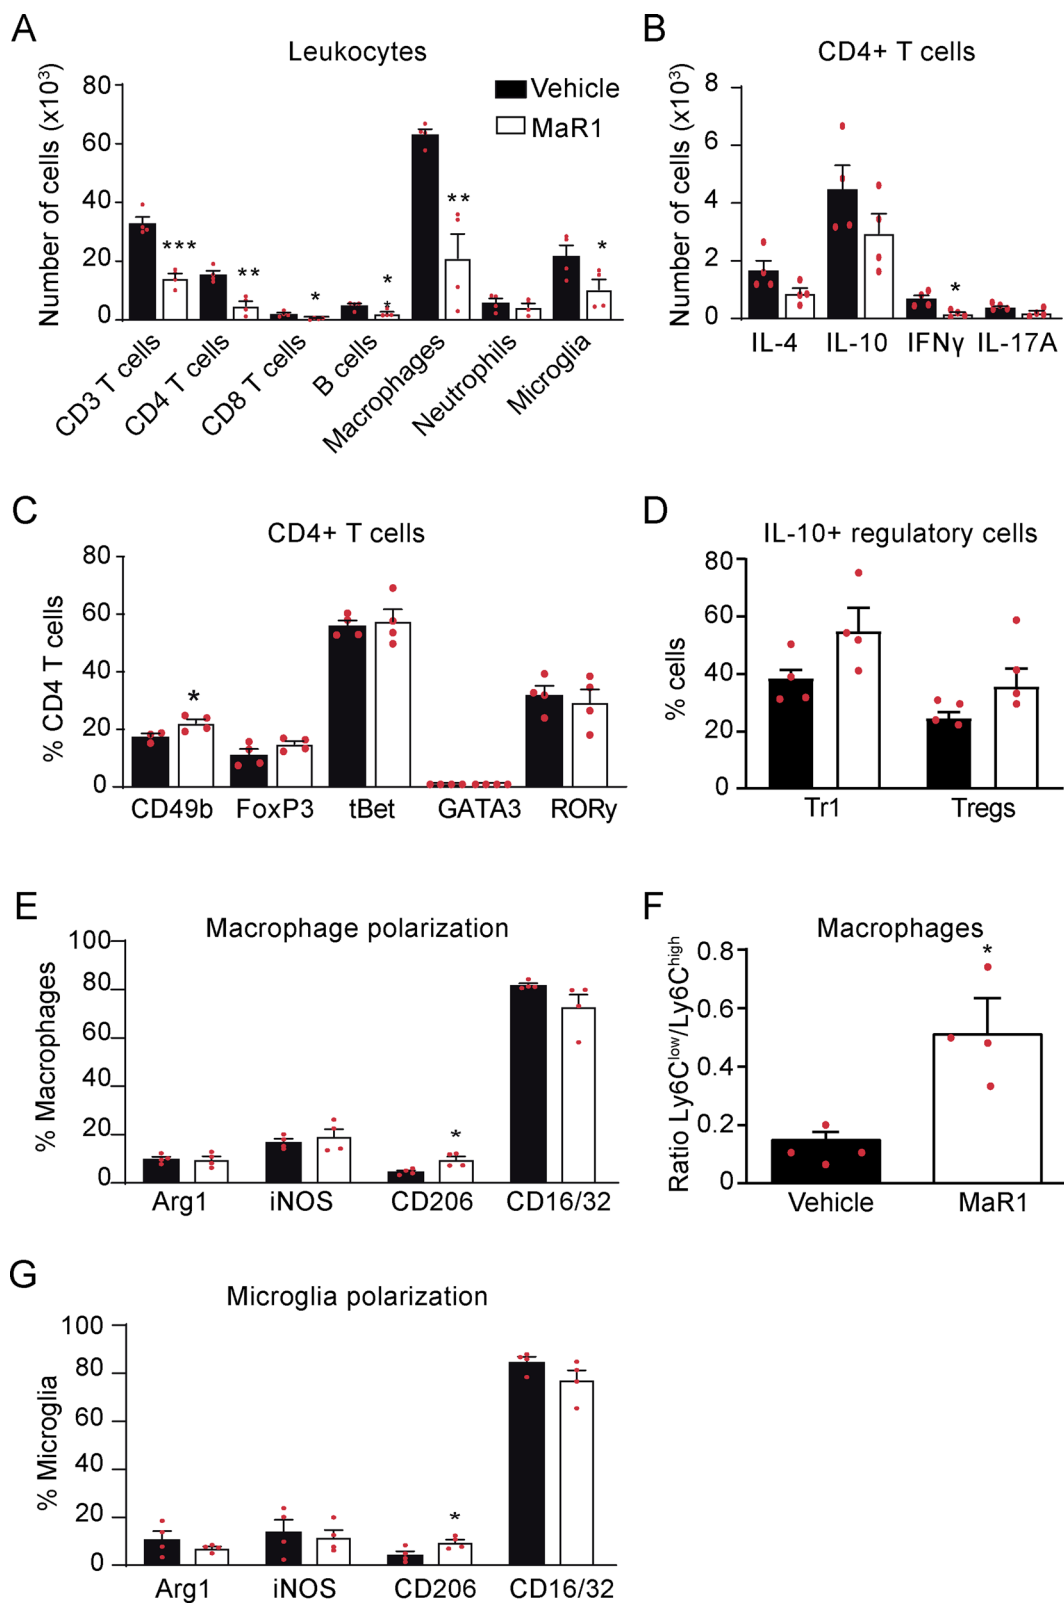 A
Leukocytes
Number of cells (x10³)
80
60
40
20
0
Vehicle
MaR1
***
**
*
*
*
**
*
CD3 T cells
CD4 T cells
CD8 T cells
B cells
Macrophages
Neutrophils
Microglia
B
CD4+ T cells
Number of cells (x10³)
8
6
4
2
0
*
IL-4 IL-10 IFNγ IL-17A
C
CD4+ T cells
% CD4 T cells
80
60
40
20
0
*
CD49b FoxP3 tBet GATA3 RORy
D
IL-10+ regulatory cells
% cells
80
60
40
20
0
Tr1 Tregs
E
Macrophage polarization
% Macrophages
100
80
60
40
20
0
*
Arg1 iNOS CD206 CD16/32
F
Macrophages
Ratio Ly6Clow/Ly6Chigh
0.8
0.6
0.4
0.2
0
*
Vehicle MaR1
G
Microglia polarization
% Microglia
100
80
60
40
20
0
*
Arg1 iNOS CD206 CD16/32